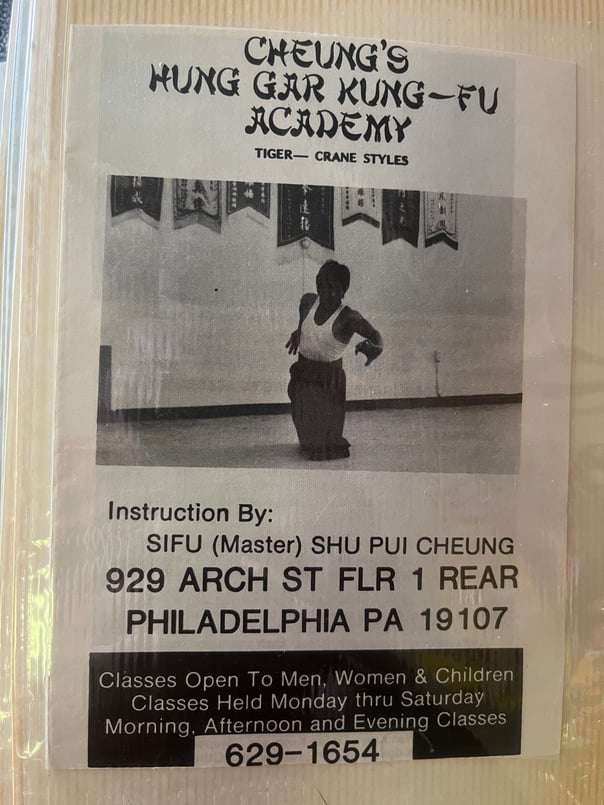 CHEUNG'S
HUNG GAR KUNG-FU
ACADEMY
TIGER— CRANE STYLES
Instruction By:
SIFU (Master) SHU PUI CHEUNG
929 ARCH ST FLR 1 REAR
PHILADELPHIA PA 19107
Classes Open To Men, Women & Children
Classes Held Monday thru Saturday
Morning, Afternoon and Evening Classes
629-1654